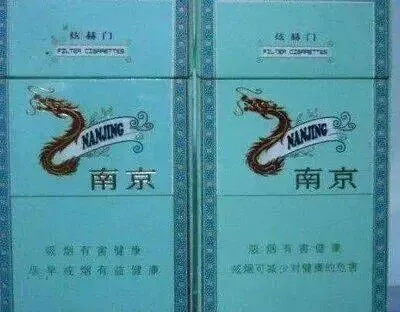 炫赫门
FILTER CIGARETTES
NANJING
南京
吸烟有害健康
尽早戒烟有益健康
炫赫门
FILTER CIGARETTES
NANJING
南京
吸烟有害健康
戒烟可减少对健康的危害